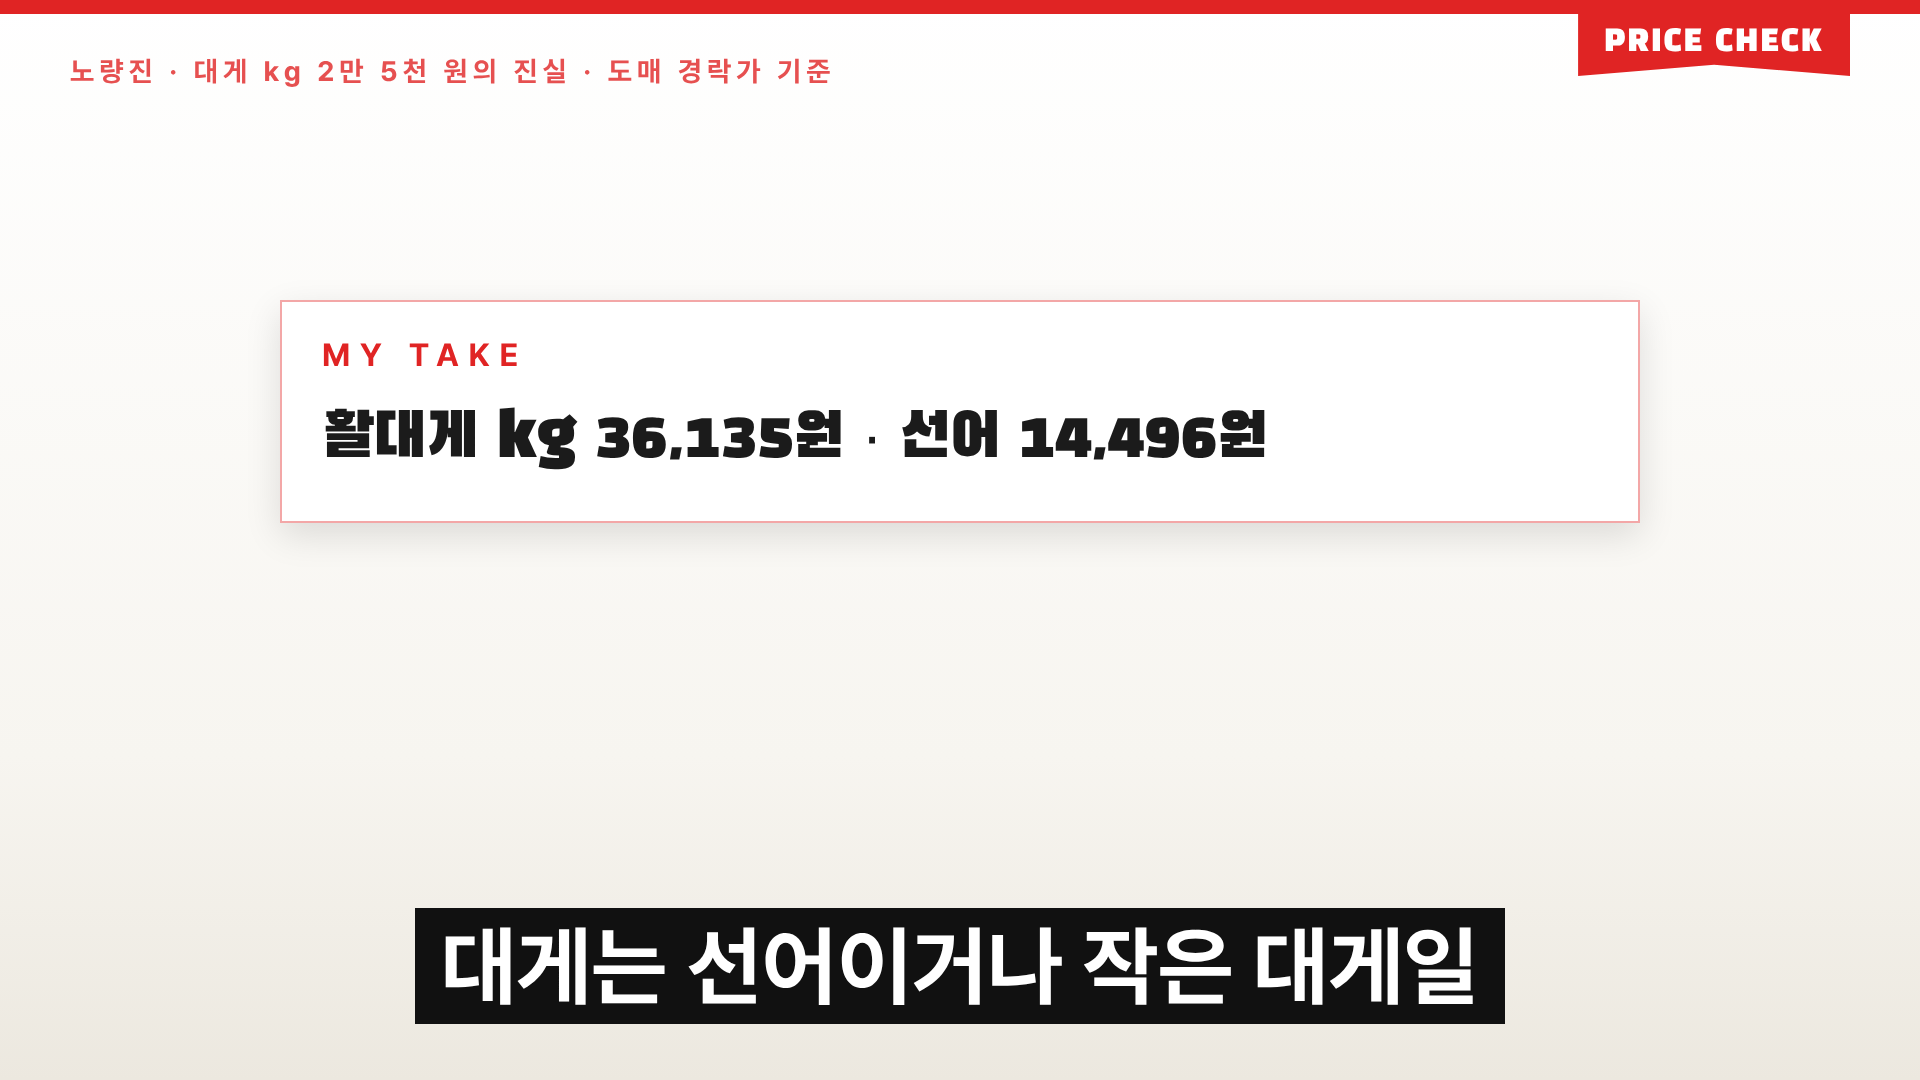 PRICE CHECK
노량진 · 대게 kg 2만 5천 원의 진실 · 도매 경락가 기준
MY TAKE
활대게 kg 36,135원 · 선어 14,496원
대게는 선어이거나 작은 대게일